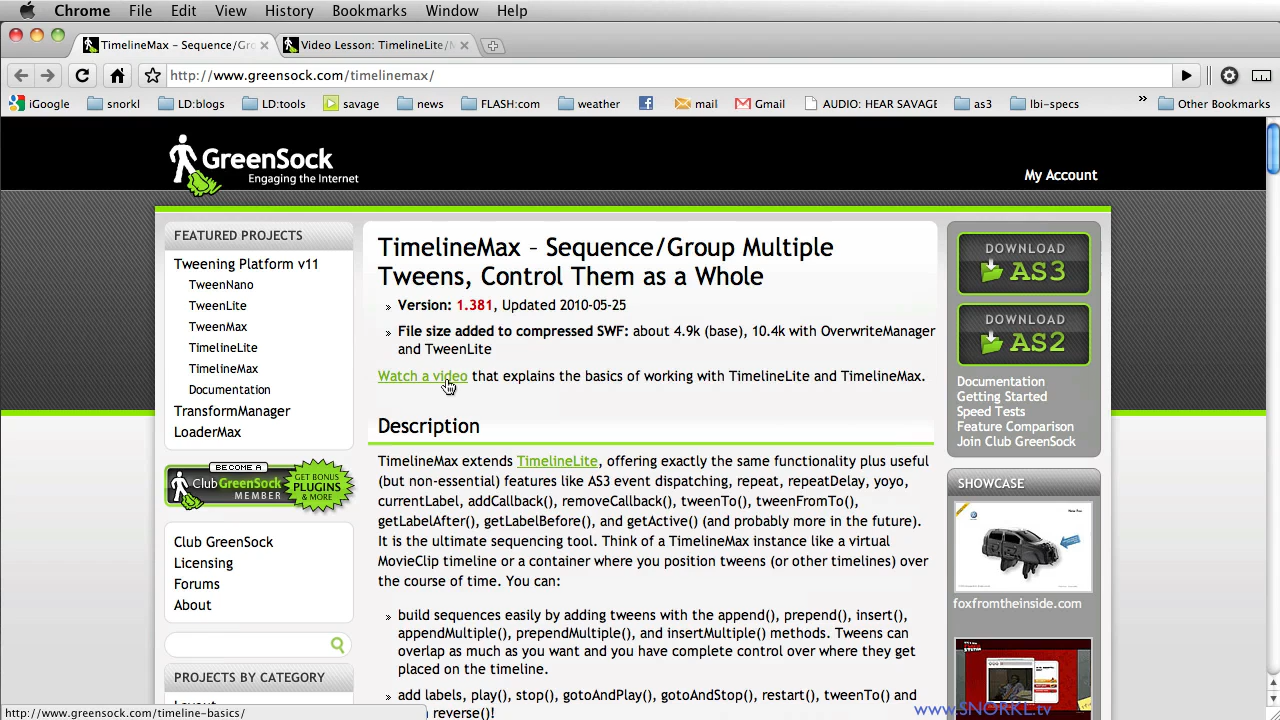 Chrome File Edit View History Bookmarks Window Help
TimelineMax – Sequence/Gro
Video Lesson: TimelineLite/M
http://www.greensock.com/timelinemax/
iGoogle snorkl LD:blogs LD:tools savage news FLASH:com weather mail Gmail AUDIO: HEAR SAVAGE as3 lbi-specs » Other Bookmarks
GreenSock
Engaging the Internet
My Account
FEATURED PROJECTS
Tweening Platform v11
TweenNano
TweenLite
TweenMax
TimelineLite
TimelineMax
Documentation
TransformManager
LoaderMax
BECOME A
Club GREENSOCK
MEMBER
GET BONUS
PLUGINS
& MORE
Club GreenSock
Licensing
Forums
About
PROJECTS BY CATEGORY
TimelineMax – Sequence/Group Multiple
Tweens, Control Them as a Whole
» Version: 1.381, Updated 2010-05-25
» File size added to compressed SWF: about 4.9k (base), 10.4k with OverwriteManager
and TweenLite
Watch a video that explains the basics of working with TimelineLite and TimelineMax.
Description
TimelineMax extends TimelineLite, offering exactly the same functionality plus useful
(but non-essential) features like AS3 event dispatching, repeat, repeatDelay, yoyo,
currentLabel, addCallback(), removeCallback(), tweenTo(), tweenFromTo(),
getLabelAfter(), getLabelBefore(), and getActive() (and probably more in the future).
It is the ultimate sequencing tool. Think of a TimelineMax instance like a virtual
MovieClip timeline or a container where you position tweens (or other timelines) over
the course of time. You can:
» build sequences easily by adding tweens with the append(), prepend(), insert(),
appendMultiple(), prependMultiple(), and insertMultiple() methods. Tweens can
overlap as much as you want and you have complete control over where they get
placed on the timeline.
» add labels, play(), stop(), gotoAndPlay(), gotoAndStop(), restart(), tweenTo() and
reverse()!
DOWNLOAD
AS3
DOWNLOAD
AS2
Documentation
Getting Started
Speed Tests
Feature Comparison
Join Club GreenSock
SHOWCASE
foxfromtheinside.com
http://www.greensock.com/timeline-basics/
www.SNORKL.tv